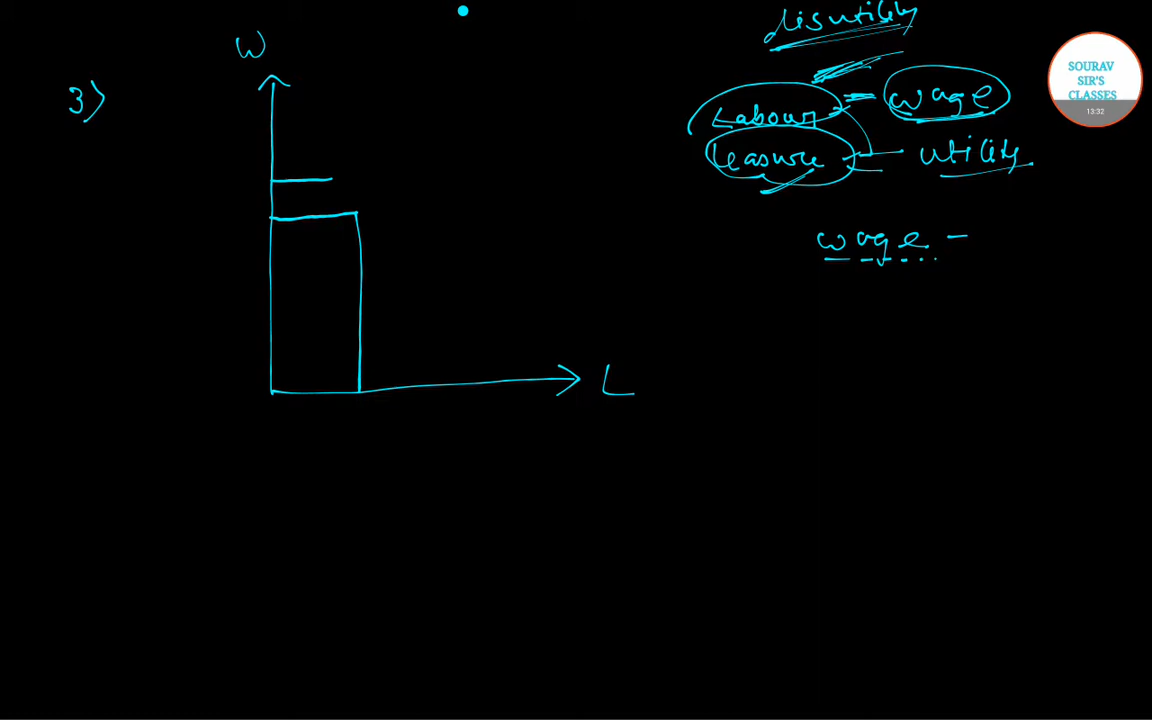 disutility
W
3)
Labour = wage
Leasure - utility
wage -
L
SOURAV
SIR'S
CLASSES
13:32